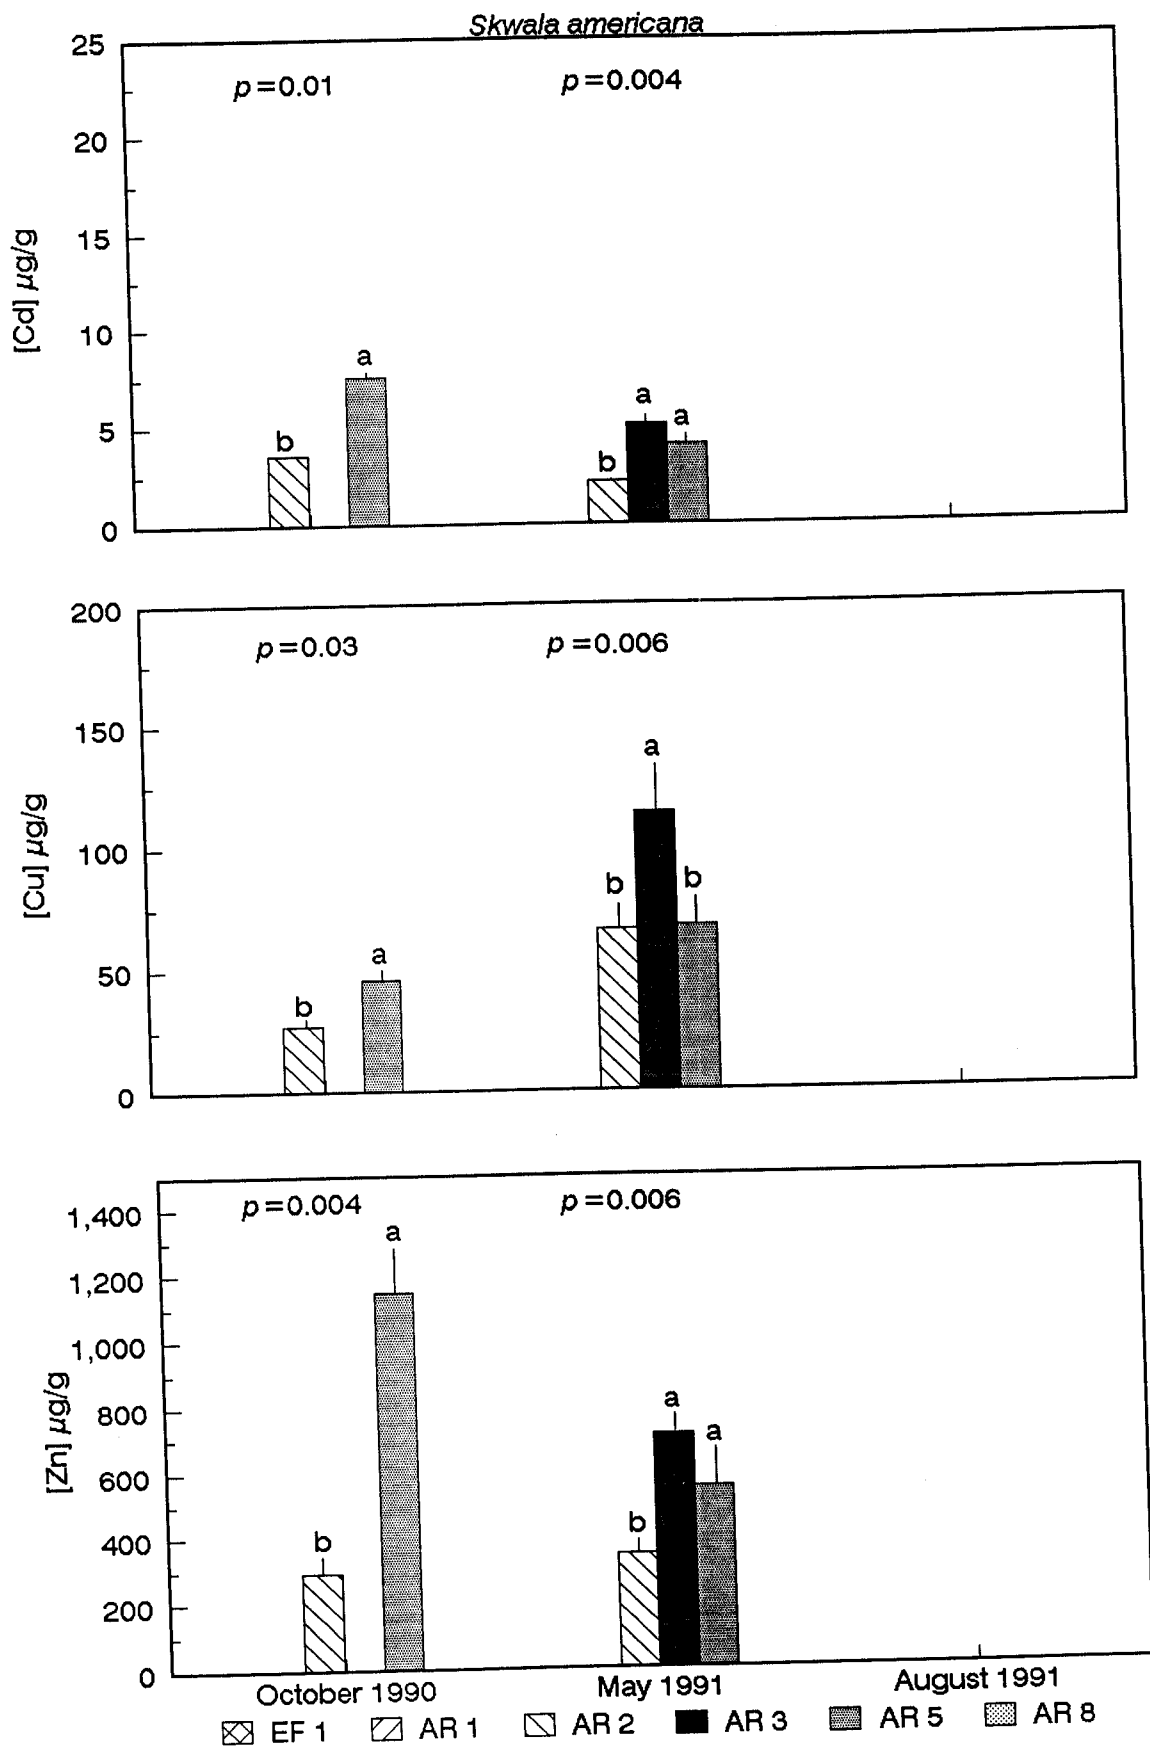 Skwala americana
25
p=0.01 p=0.004
20
15
10
5
0
[Cd] µg/g
a
b
a
a
b
200
p=0.03 p=0.006
150
100
50
0
[Cu] µg/g
a
b b
a
b
p=0.004 p=0.006
1,400
1,200
1,000
800
600
400
200
0
[Zn] µg/g
a
a
a
b
b
October 1990 May 1991 August 1991
EF 1 AR 1 AR 2 AR 3 AR 5 AR 8